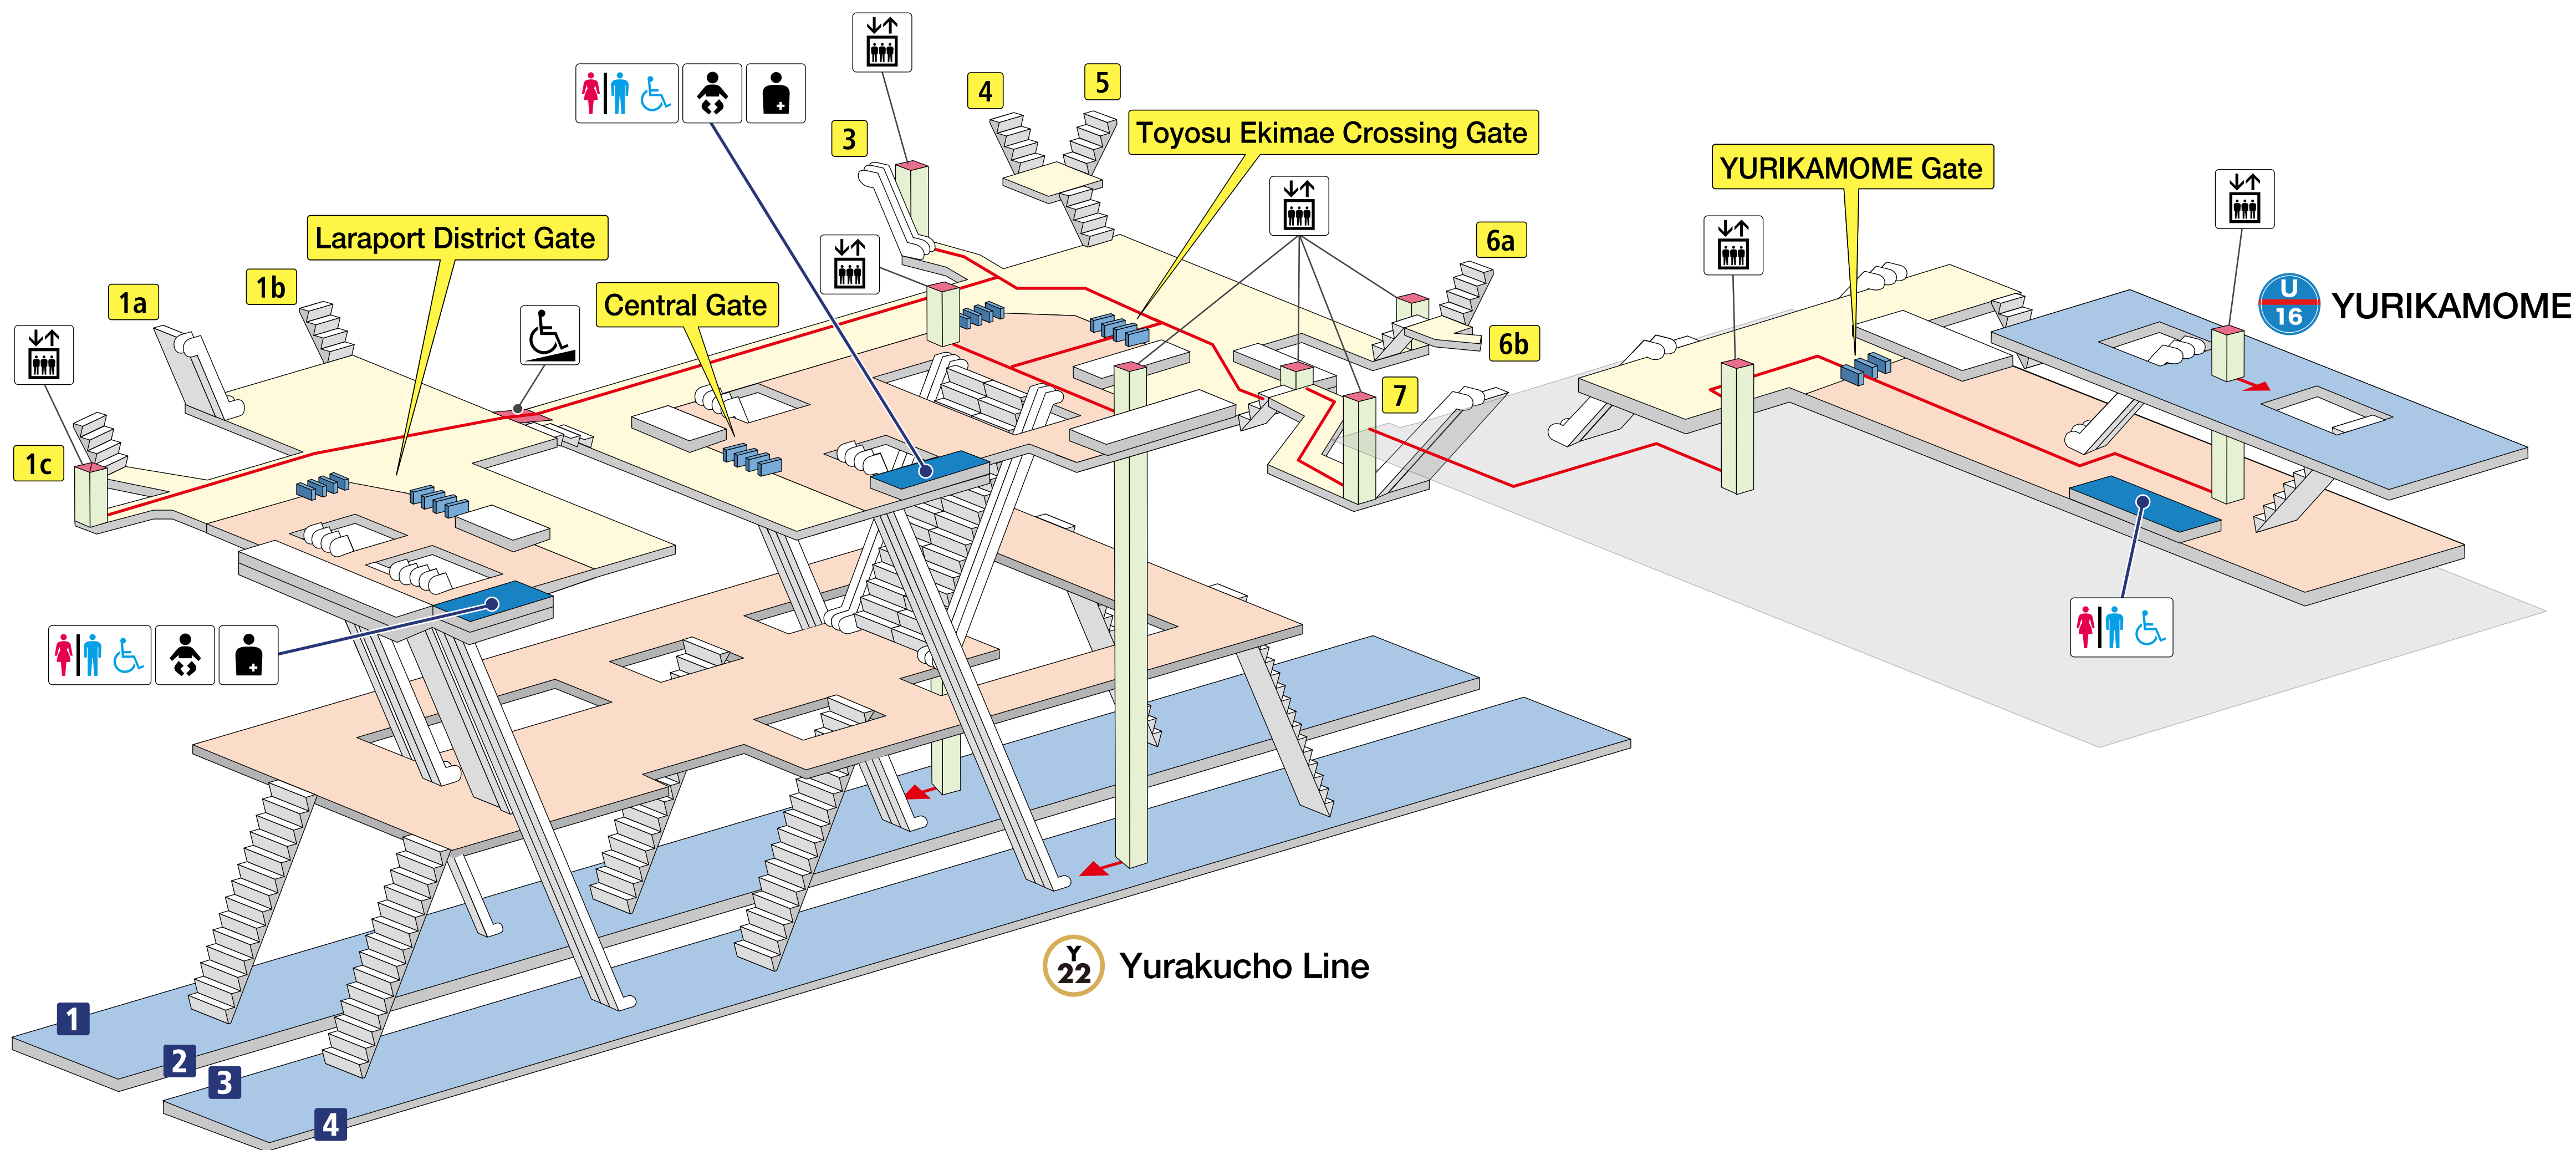 4
5
3
Toyosu Ekimae Crossing Gate
YURIKAMOME Gate
Laraport District Gate
6a
1b
1a
Central Gate
U
16
YURIKAMOME
6b
7
1c
Y
22
Yurakucho Line
1
2
3
4